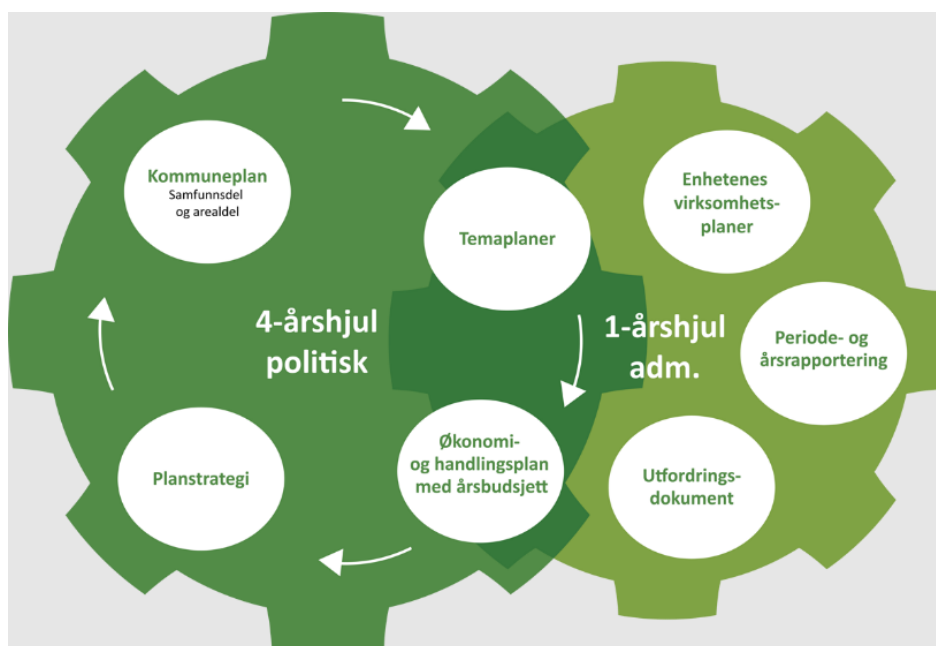 Kommuneplan
Samfunnsdel
og arealdel
Temaplaner
Enhetenes
virksomhets-
planer
4-årshjul
politisk
1-årshjul
adm.
Periode- og
årsrapportering
Planstrategi
Økonomi-
og handlingsplan
med årsbudsjett
Utfordrings-
dokument